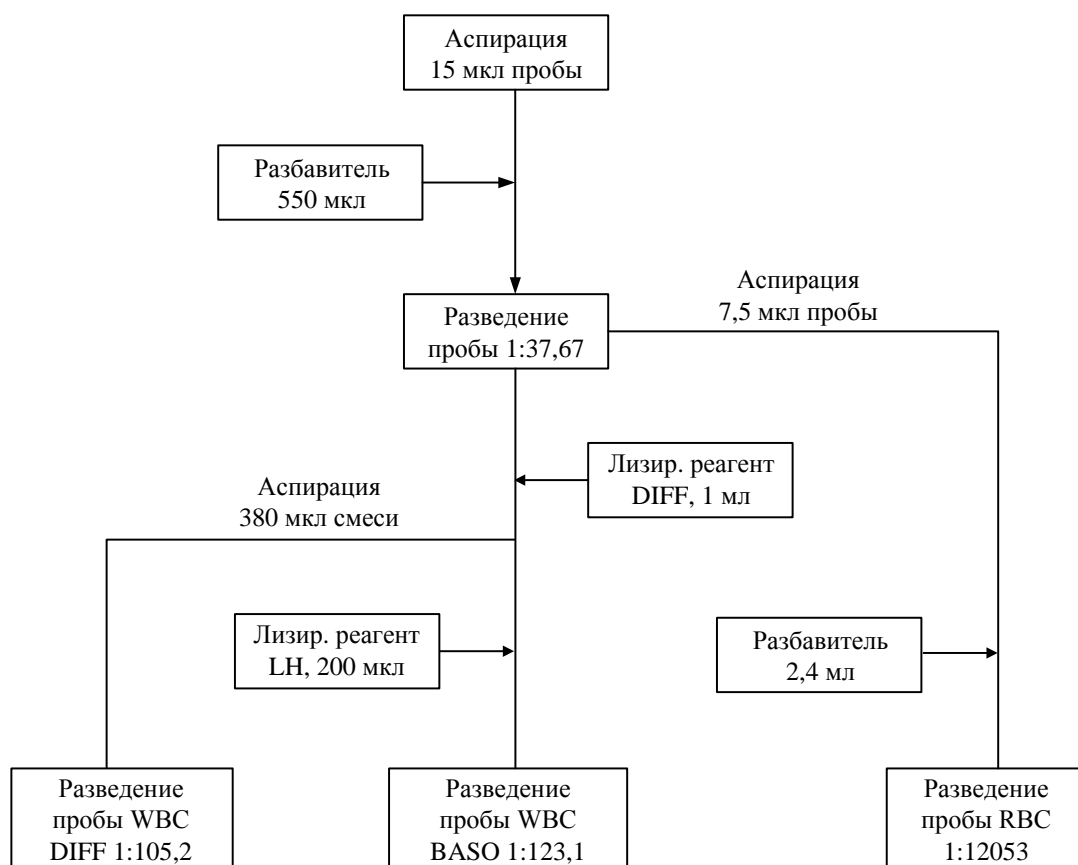 Аспирация
15 мкл пробы
Разбавитель
550 мкл
Аспирация
7,5 мкл пробы
Разведение
пробы 1:37,67
Лизир. реагент
DIFF, 1 мл
Аспирация
380 мкл смеси
Лизир. реагент
LH, 200 мкл
Разбавитель
2,4 мл
Разведение
пробы WBC
DIFF 1:105,2
Разведение
пробы WBC
BASO 1:123,1
Разведение
пробы RBC
1:12053